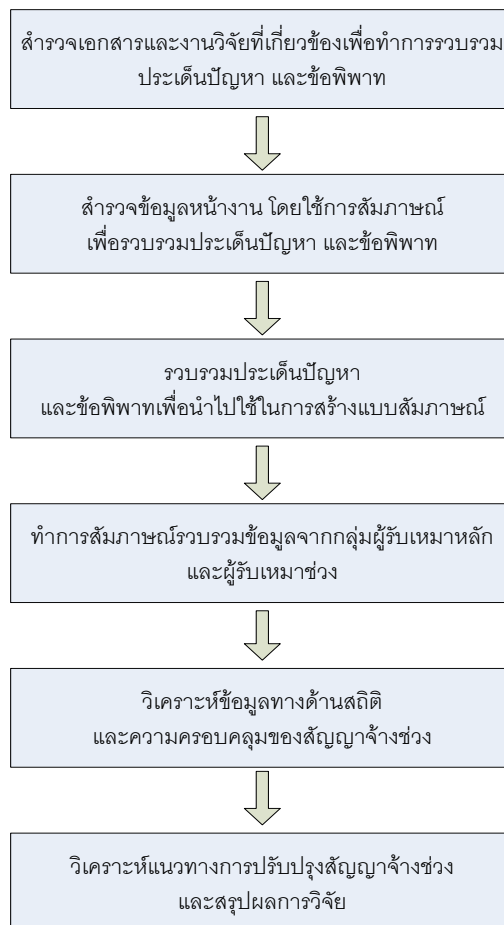 สำรวจเอกสารและงานวิจัยที่เกี่ยวข้องเพื่อทำการรวบรวม
ประเด็นปัญหา และข้อพิพาท
สำรวจข้อมูลหน้างาน โดยใช้การสัมภาษณ์
เพื่อรวบรวมประเด็นปัญหา และข้อพิพาท
รวบรวมประเด็นปัญหา
และข้อพิพาทเพื่อนำไปใช้ในการสร้างแบบสัมภาษณ์
ทำการสัมภาษณ์รวบรวมข้อมูลจากกลุ่มผู้รับเหมาหลัก
และผู้รับเหมาช่วง
วิเคราะห์ข้อมูลทางด้านสถิติ
และความครอบคลุมของสัญญาจ้างช่วง
วิเคราะห์แนวทางการปรับปรุงสัญญาจ้างช่วง
และสรุปผลการวิจัย